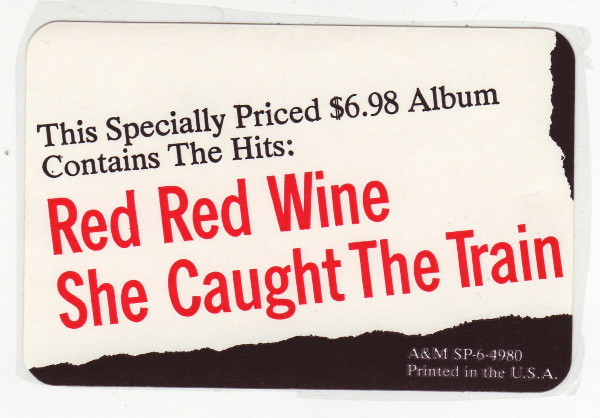 This Specially Priced $6.98 Album
Contains The Hits:
Red Red Wine
She Caught The Train
A&M SP-6-4980
Printed in the U.S.A.